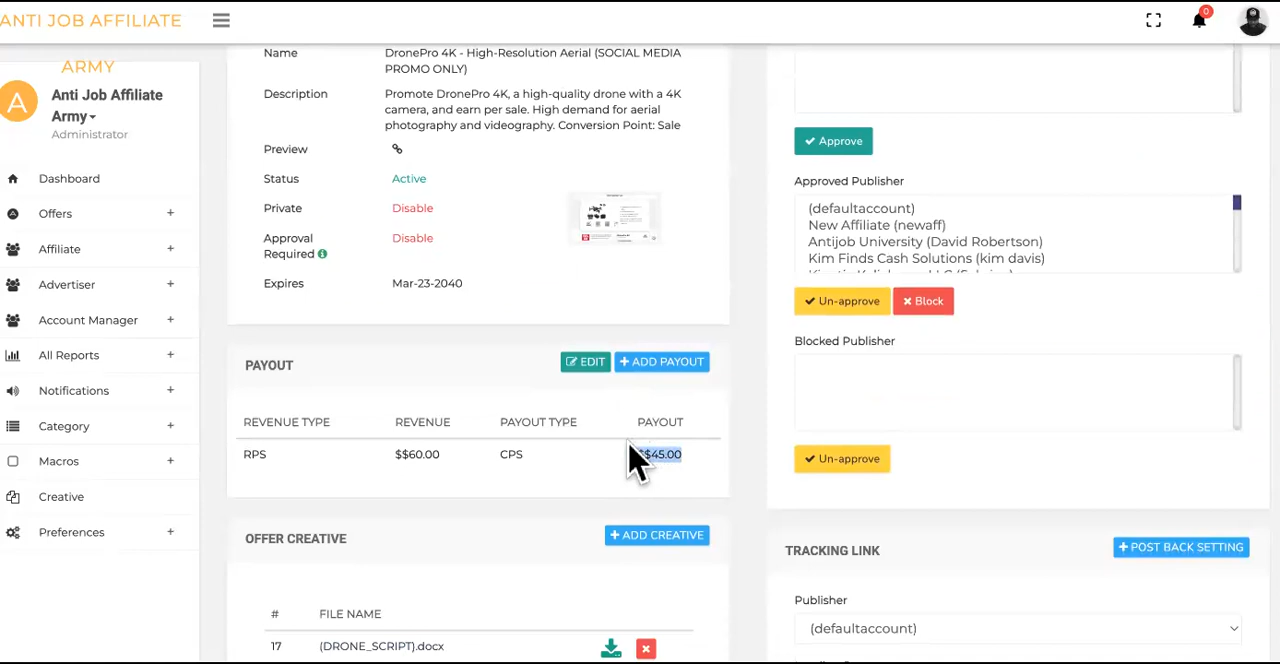 ANTI JOB AFFILIATE
0
ARMY
A
Anti Job Affiliate
Army
Administrator
Dashboard
Offers +
Affiliate +
Advertiser +
Account Manager +
All Reports +
Notifications +
Category +
Macros +
Creative
Preferences +
Name
DronePro 4K - High-Resolution Aerial (SOCIAL MEDIA
PROMO ONLY)
Description
Promote DronePro 4K, a high-quality drone with a 4K
camera, and earn per sale. High demand for aerial
photography and videography. Conversion Point: Sale
Preview
Status Active
Private Disable
Approval
Required
Disable
Expires Mar-23-2040
PAYOUT
EDIT
+ ADD PAYOUT
REVENUE TYPE REVENUE PAYOUT TYPE PAYOUT
RPS $$60.00 CPS $45.00
OFFER CREATIVE
+ ADD CREATIVE
# FILE NAME
17 (DRONE_SCRIPT).docx
Approve
Approved Publisher
(defaultaccount)
New Affiliate (newaff)
Antijob University (David Robertson)
Kim Finds Cash Solutions (kim davis)
Un-approve
Block
Blocked Publisher
Un-approve
TRACKING LINK
+ POST BACK SETTING
Publisher
(defaultaccount)